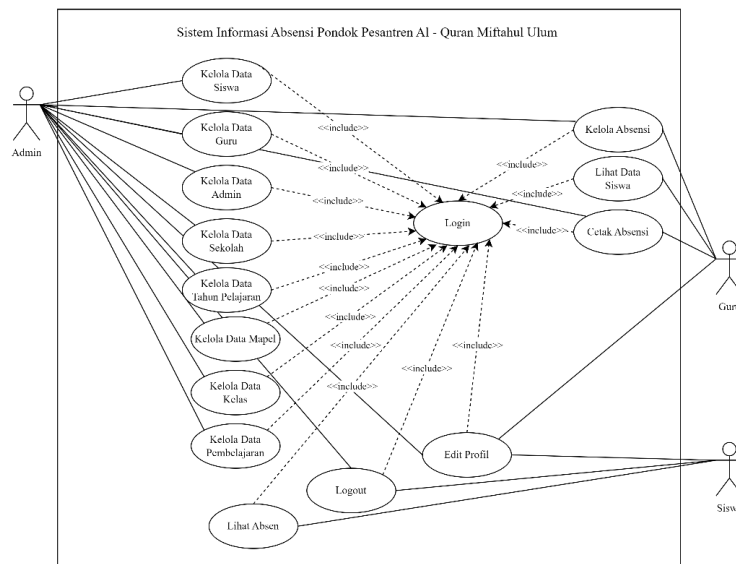 Sistem Informasi Absensi Pondok Pesantren Al - Quran Miftahul Ulum
Kelola Data
Siswa
Admin
Kelola Data
Guru
Kelola Data
Admin
Kelola Data
Sekolah
Kelola Data
Tahun Pelajaran
Kelola Data Mapel
Kelola Data
Kelas
Kelola Data
Pembelajaran
Lihat Absen
Logout
Edit Profil
Login
<<include>>
<<include>>
<<include>>
<<include>>
<<include>>
<<include>>
<<include>>
<<include>>
<<include>>
<<include>>
<<include>>
<<include>>
<<include>>
<<include>>
Kelola Absensi
Lihat Data
Siswa
Cetak Absensi
Guru
Sisw